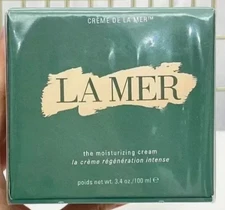 CRÈME DE LA MER™
LA MER
the moisturizing cream
la crème régénération intense
poids net wt. 3.4 oz./100 ml ℮